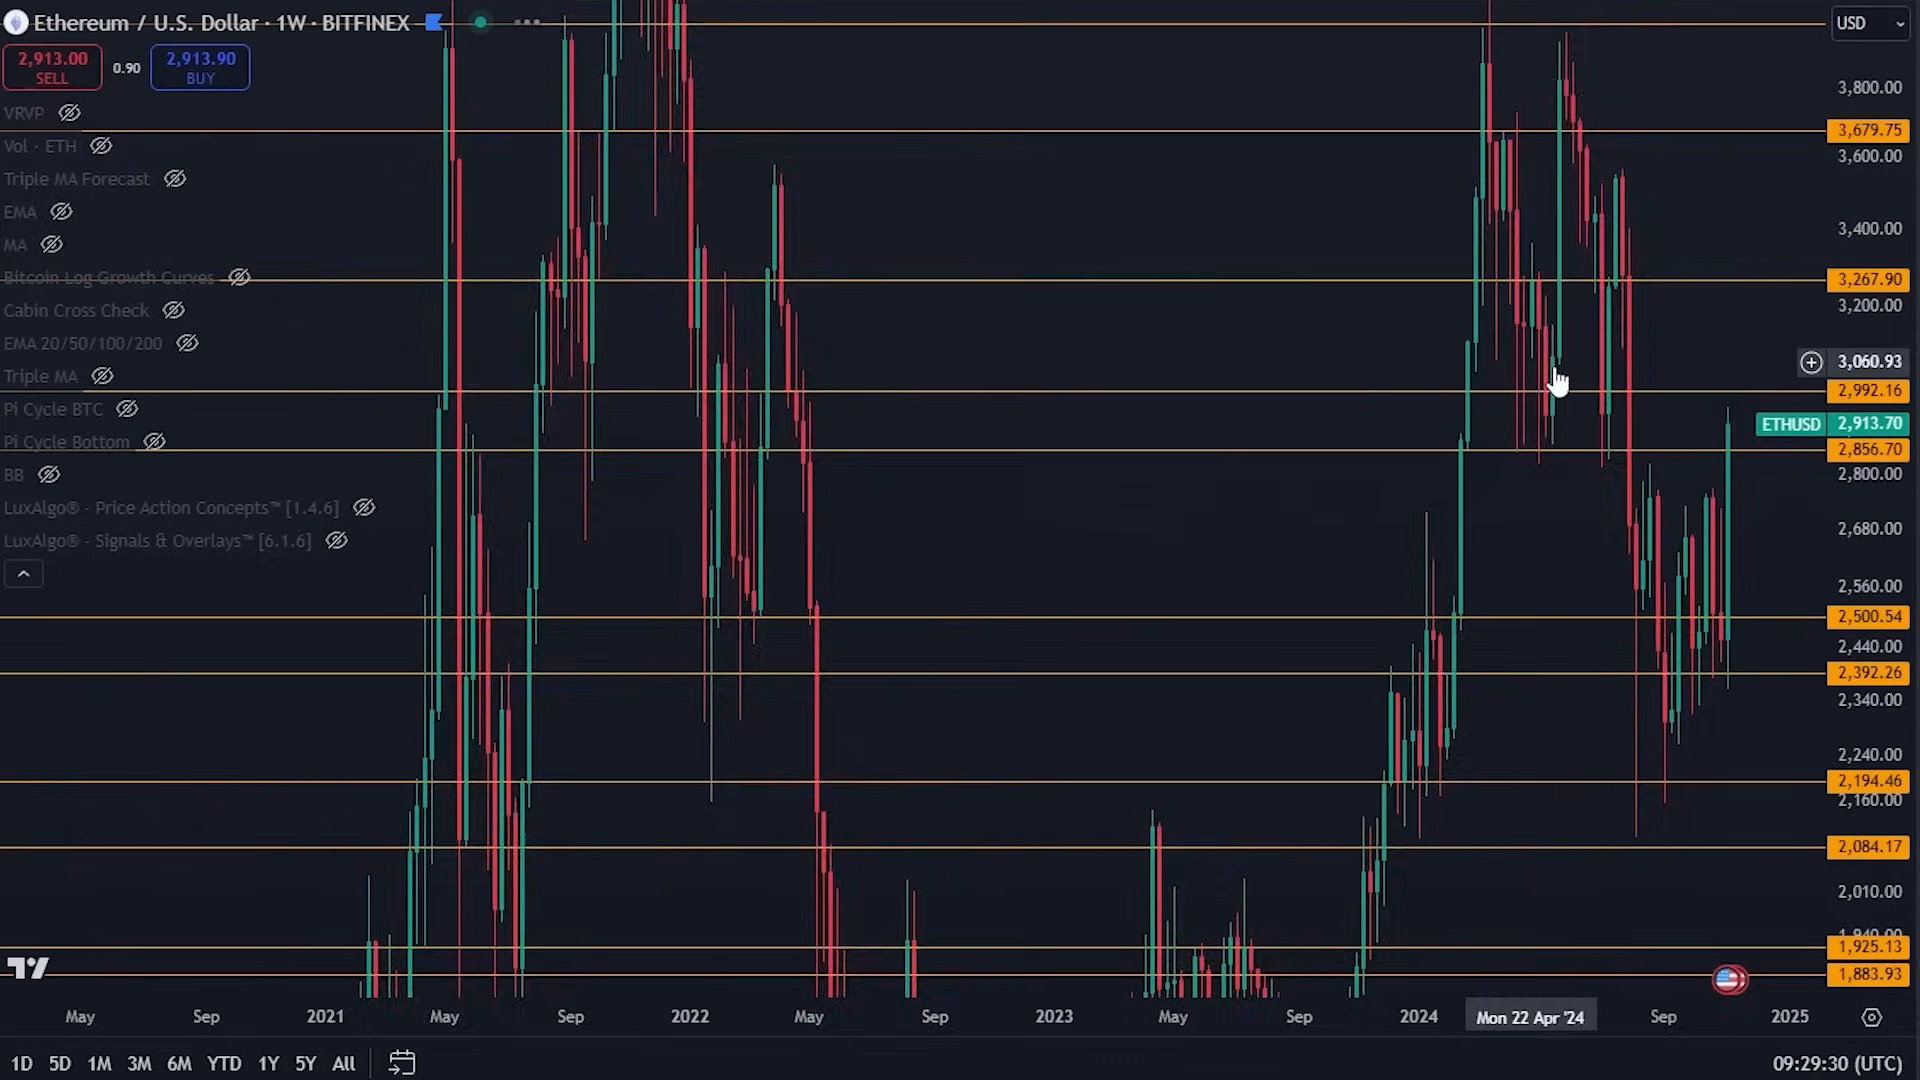 Ethereum / U.S. Dollar · 1W · BITFINEX
USD
2,913.00
SELL
0.90
2,913.90
BUY
VRVP
Vol · ETH
Triple MA Forecast
EMA
MA
Bitcoin Log Growth Curves
Cabin Cross Check
EMA 20/50/100/200
Triple MA
Pi Cycle BTC
Pi Cycle Bottom
BB
LuxAlgo® - Price Action Concepts™ [1.4.6]
LuxAlgo® - Signals & Overlays™ [6.1.6]
3,800.00
3,679.75
3,600.00
3,400.00
3,267.90
3,200.00
3,060.93
2,992.16
ETHUSD 2,913.70
2,856.70
2,800.00
2,680.00
2,560.00
2,500.54
2,440.00
2,392.26
2,340.00
2,240.00
2,194.46
2,160.00
2,084.17
2,010.00
1,940.00
1,925.13
1,883.93
May Sep 2021 May Sep 2022 May Sep 2023 May Sep 2024 Mon 22 Apr '24 Sep 2025
1D 5D 1M 3M 6M YTD 1Y 5Y All
09:29:30 (UTC)